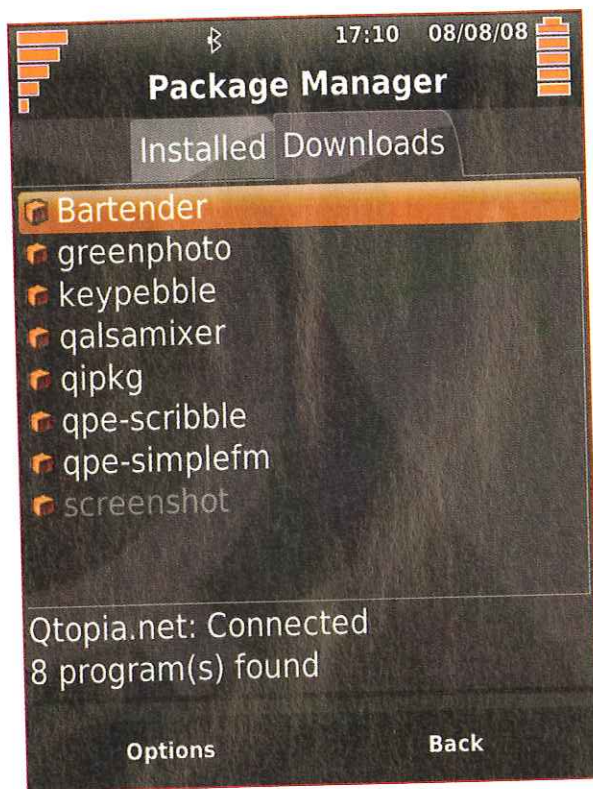 17:10 08/08/08
Package Manager
Installed Downloads
Bartender
greenphoto
keypebble
qalsamixer
qipkg
qpe-scribble
qpe-simplefm
screenshot
Qtopia.net: Connected
8 program(s) found
Options Back